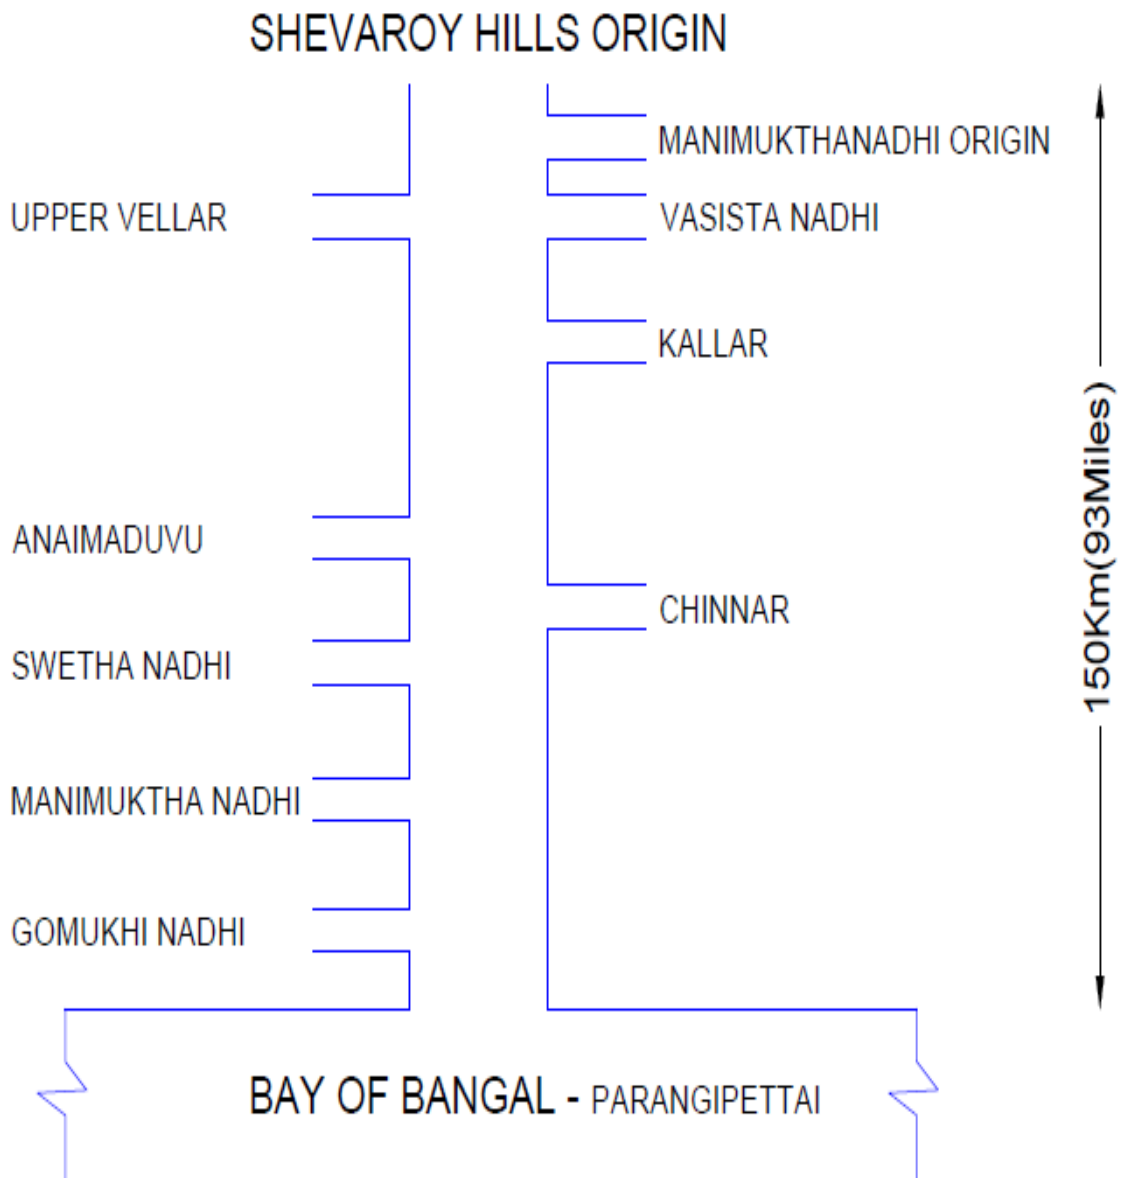 SHEVAROY HILLS ORIGIN
MANIMUKTHANADHI ORIGIN
UPPER VELLAR
VASISTA NADHI
KALLAR
150Km(93Miles)
ANAIMADUVU
CHINNAR
SWETHA NADHI
MANIMUKTHA NADHI
GOMUKHI NADHI
BAY OF BANGAL - PARANGIPETTAI